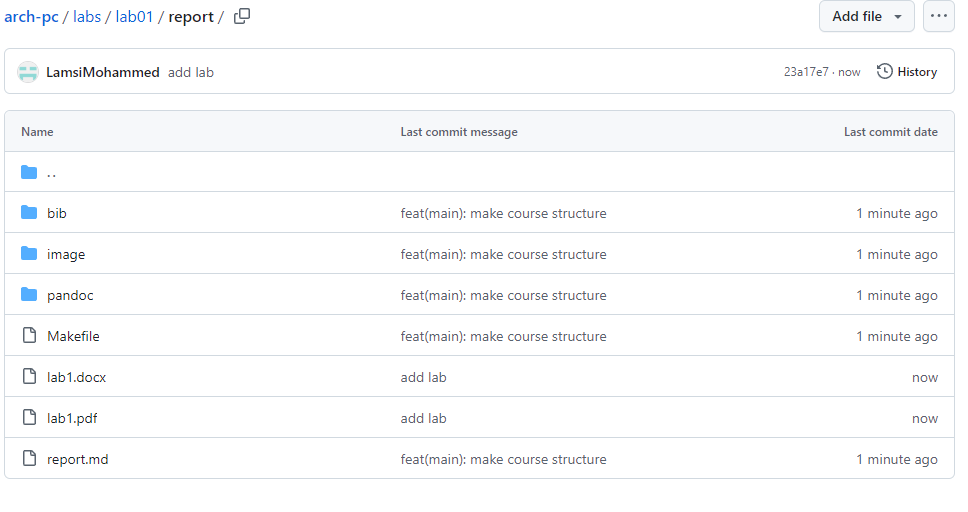 arch-pc / labs / lab01 / report /
Add file
LamsiMohammed add lab
23a17e7 · now
History
Name Last commit message Last commit date
..
bib feat(main): make course structure 1 minute ago
image feat(main): make course structure 1 minute ago
pandoc feat(main): make course structure 1 minute ago
Makefile feat(main): make course structure 1 minute ago
lab1.docx add lab now
lab1.pdf add lab now
report.md feat(main): make course structure 1 minute ago